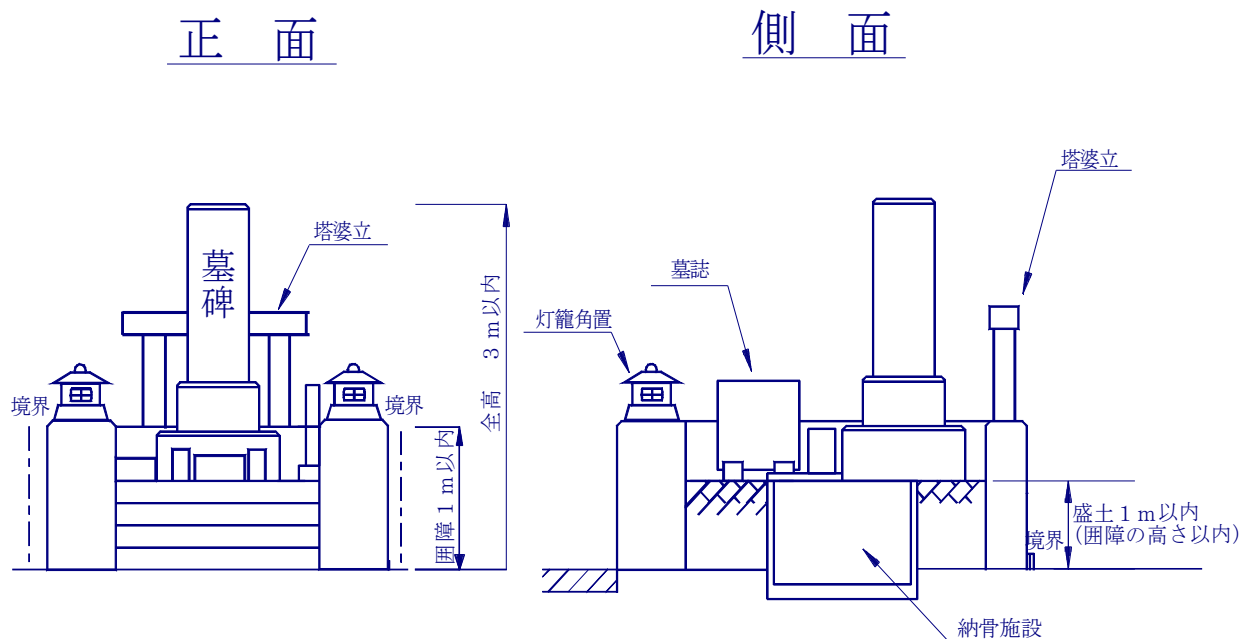 正　面
側　面
塔婆立
塔婆立
墓碑
墓誌
灯籠角置
全高　３ｍ以内
境界
境界
囲障１ｍ以内
盛土１ｍ以内
(囲障の高さ以内)
境界
納骨施設